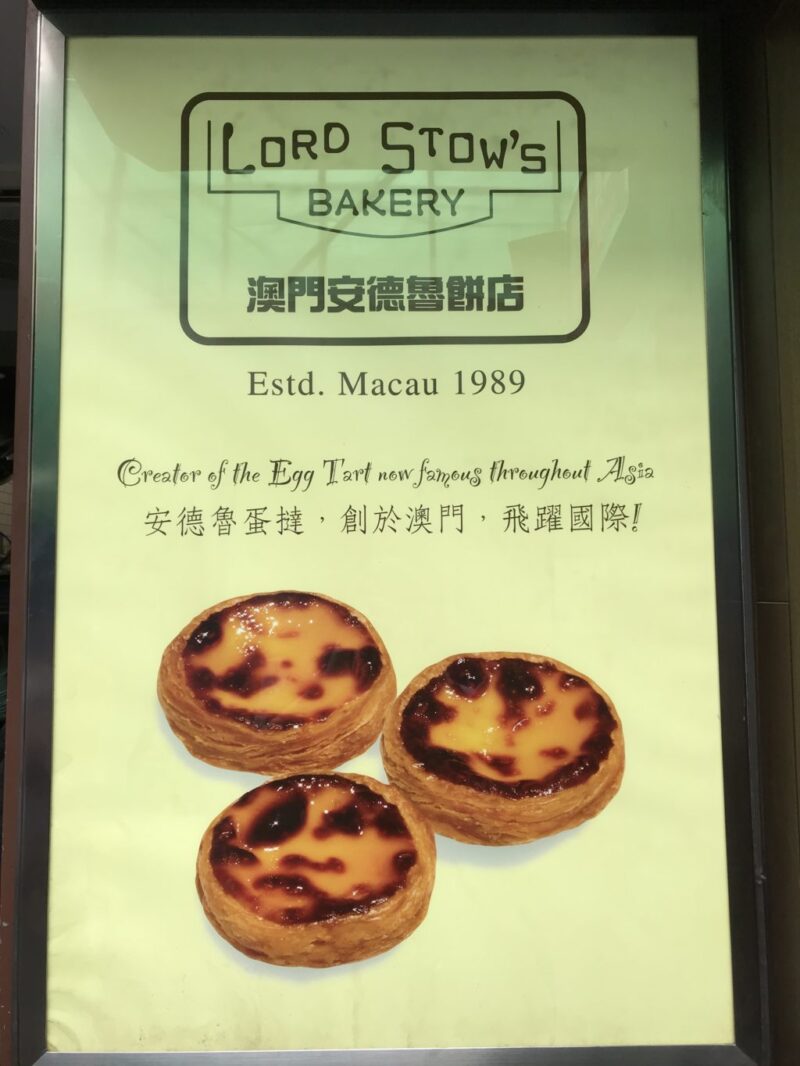 LORD STOW'S
BAKERY
澳門安德魯餅店
Estd. Macau 1989
Creator of the Egg Tart now famous throughout Asia
安德魯蛋撻，創於澳門，飛躍國際!